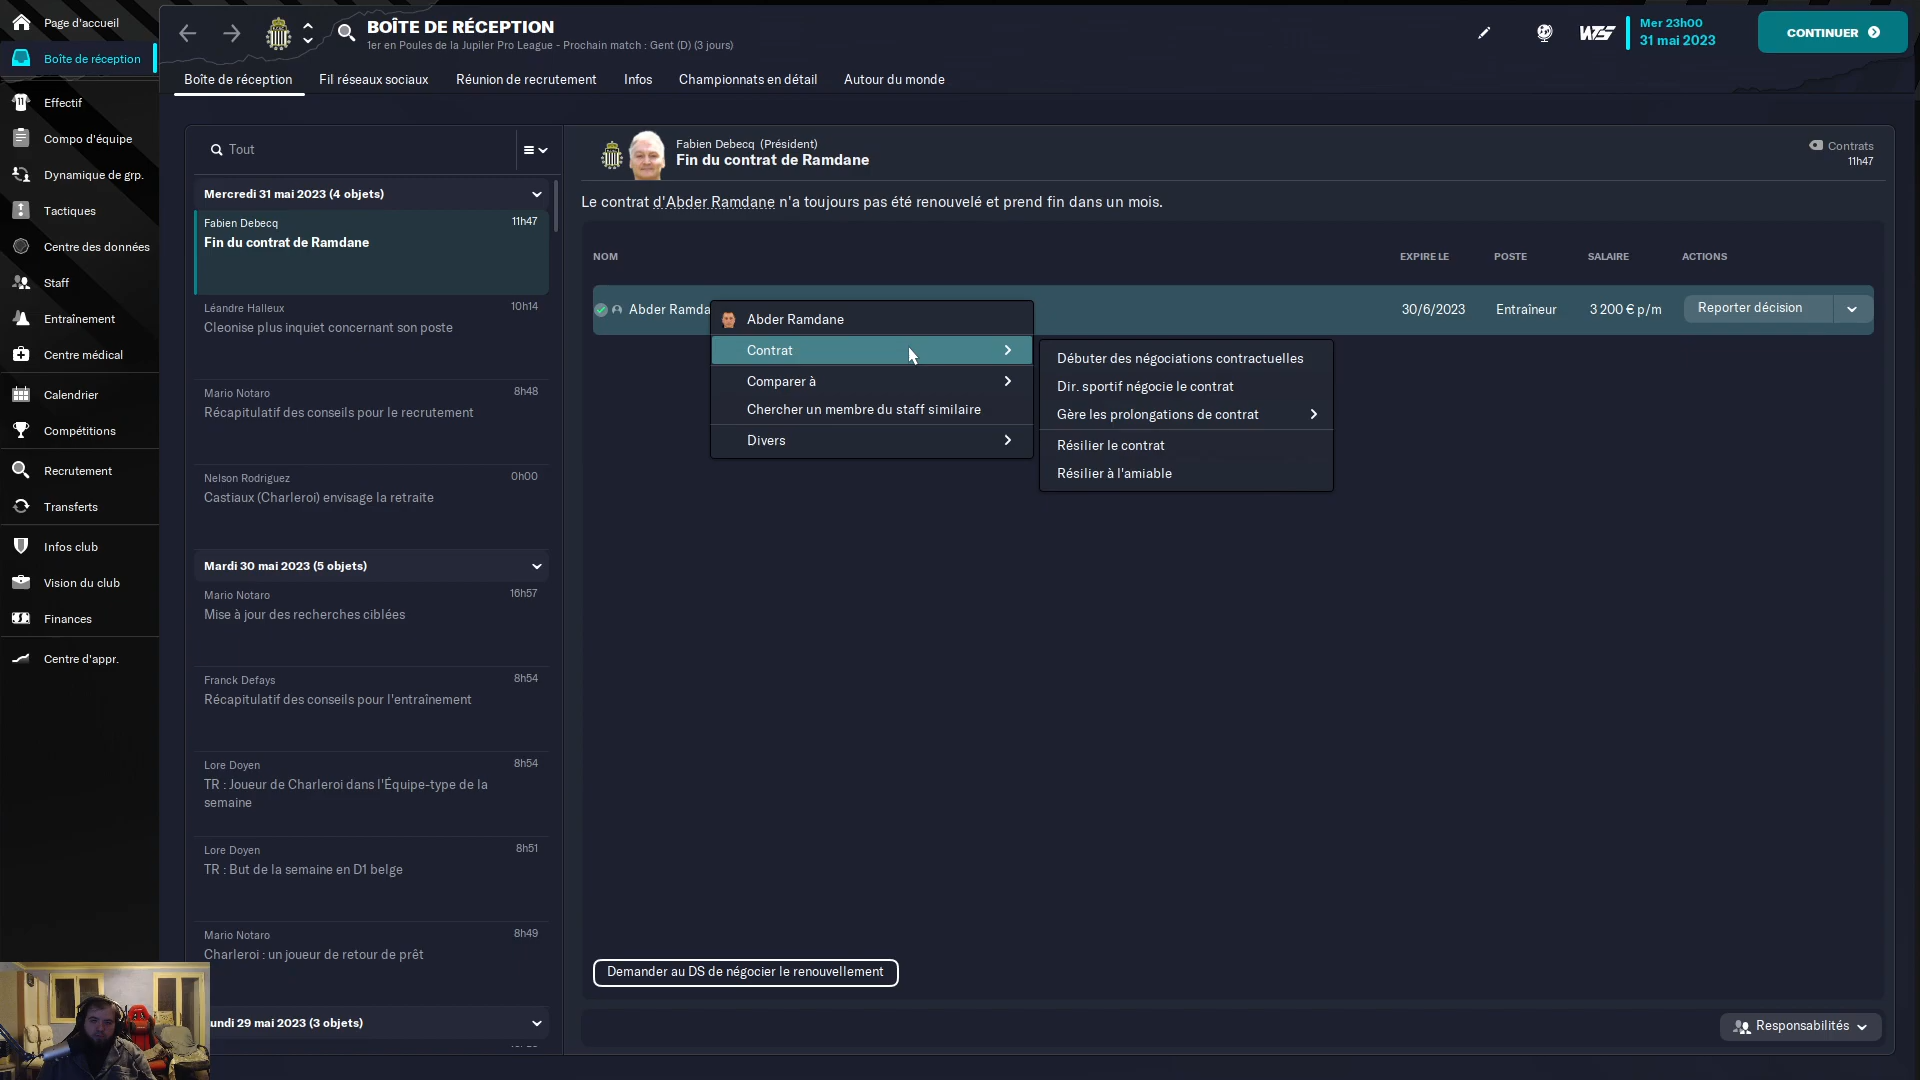 Page d'accueil
Boîte de réception
Effectif
Compo d'équipe
Dynamique de grp.
Tactiques
Centre des données
Staff
Entraînement
Centre médical
Calendrier
Compétitions
Recrutement
Transferts
Infos club
Vision du club
Finances
Centre d'appr.
BOÎTE DE RÉCEPTION
1er en Poules de la Jupiler Pro League - Prochain match : Gent (D) (3 jours)
Mer 23h00
31 mai 2023
CONTINUER
Boîte de réception
Fil réseaux sociaux
Réunion de recrutement
Infos
Championnats en détail
Autour du monde
Tout
Mercredi 31 mai 2023 (4 objets)
Fabien Debecq 11h47
Fin du contrat de Ramdane
Léandre Halleux 10h14
Cleonise plus inquiet concernant son poste
Mario Notaro 8h48
Récapitulatif des conseils pour le recrutement
Nelson Rodriguez 0h00
Castiaux (Charleroi) envisage la retraite
Mardi 30 mai 2023 (5 objets)
Mario Notaro 16h57
Mise à jour des recherches ciblées
Franck Defays 8h54
Récapitulatif des conseils pour l'entraînement
Lore Doyen 8h54
TR : Joueur de Charleroi dans l'Équipe-type de la
semaine
Lore Doyen 8h51
TR : But de la semaine en D1 belge
Mario Notaro 8h49
Charleroi : un joueur de retour de prêt
undi 29 mai 2023 (3 objets)
Fabien Debecq (Président)
Fin du contrat de Ramdane
Contrats
11h47
Le contrat d'Abder Ramdane n'a toujours pas été renouvelé et prend fin dans un mois.
NOM EXPIRE LE POSTE SALAIRE ACTIONS
Abder Ramda 30/6/2023 Entraîneur 3 200 € p/m Reporter décision
Abder Ramdane
Contrat
Comparer à
Chercher un membre du staff similaire
Divers
Débuter des négociations contractuelles
Dir. sportif négocie le contrat
Gère les prolongations de contrat
Résilier le contrat
Résilier à l'amiable
Demander au DS de négocier le renouvellement
Responsabilités